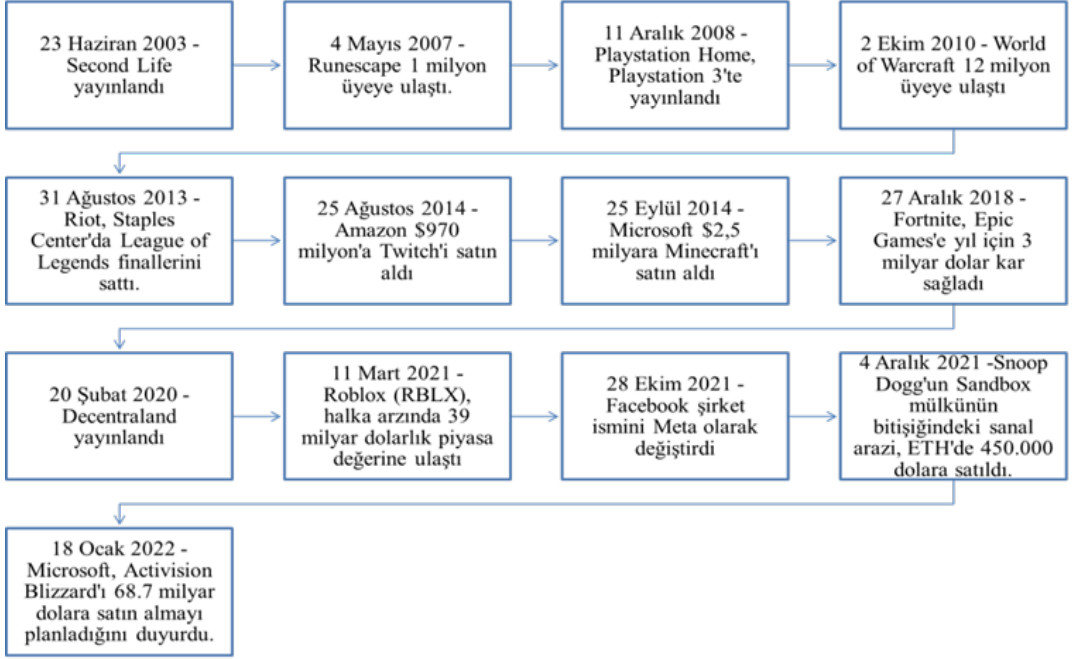 23 Haziran 2003 -
Second Life
yayınlandı
4 Mayıs 2007 -
Runescape 1 milyon
üyeye ulaştı.
11 Aralık 2008 -
Playstation Home,
Playstation 3'te
yayınlandı
2 Ekim 2010 - World
of Warcraft 12 milyon
üyeye ulaştı
31 Ağustos 2013 -
Riot, Staples
Center'da League of
Legends finallerini
sattı.
25 Ağustos 2014 -
Amazon $970
milyon'a Twitch'i satın
aldı
25 Eylül 2014 -
Microsoft $2,5
milyara Minecraft'ı
satın aldı
27 Aralık 2018 -
Fortnite, Epic
Games'e yıl için 3
milyar dolar kar
sağladı
20 Şubat 2020 -
Decentraland
yayınlandı
11 Mart 2021 -
Roblox (RBLX),
halka arzında 39
milyar dolarlık piyasa
değerine ulaştı
28 Ekim 2021 -
Facebook şirket
ismini Meta olarak
değiştirdi
4 Aralık 2021 -Snoop
Dogg'un Sandbox
mülkünün
bitişiğindeki sanal
arazi, ETH'de 450.000
dolara satıldı.
18 Ocak 2022 -
Microsoft, Activision
Blizzard'ı 68.7 milyar
dolara satın almayı
planladığını duyurdu.